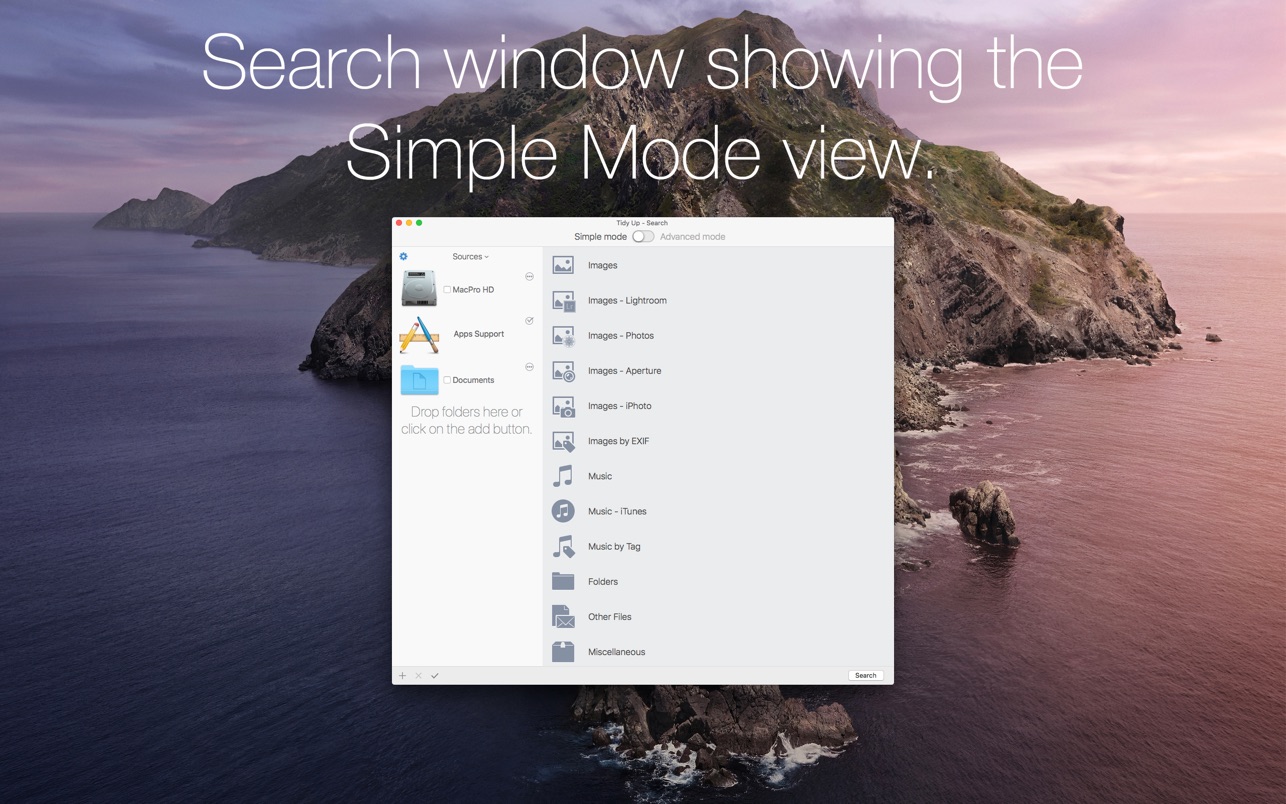 Search window showing the
Simple Mode view.
Tidy Up - Search
Simple mode Advanced mode
Sources
MacPro HD
Apps Support
Documents
Drop folders here or
click on the add button.
Images
Images - Lightroom
Images - Photos
Images - Aperture
Images - iPhoto
Images by EXIF
Music
Music - iTunes
Music by Tag
Folders
Other Files
Miscellaneous
Search